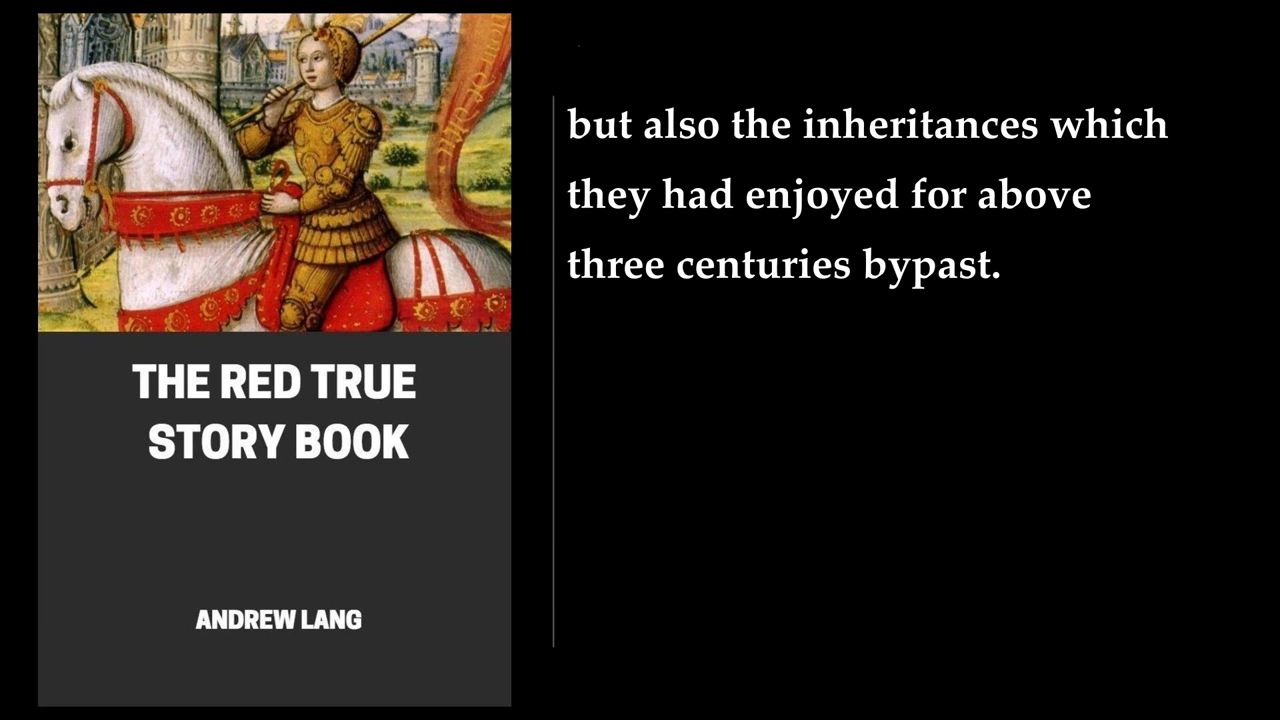 THE RED TRUE
STORY BOOK
ANDREW LANG
but also the inheritances which
they had enjoyed for above
three centuries bypast.